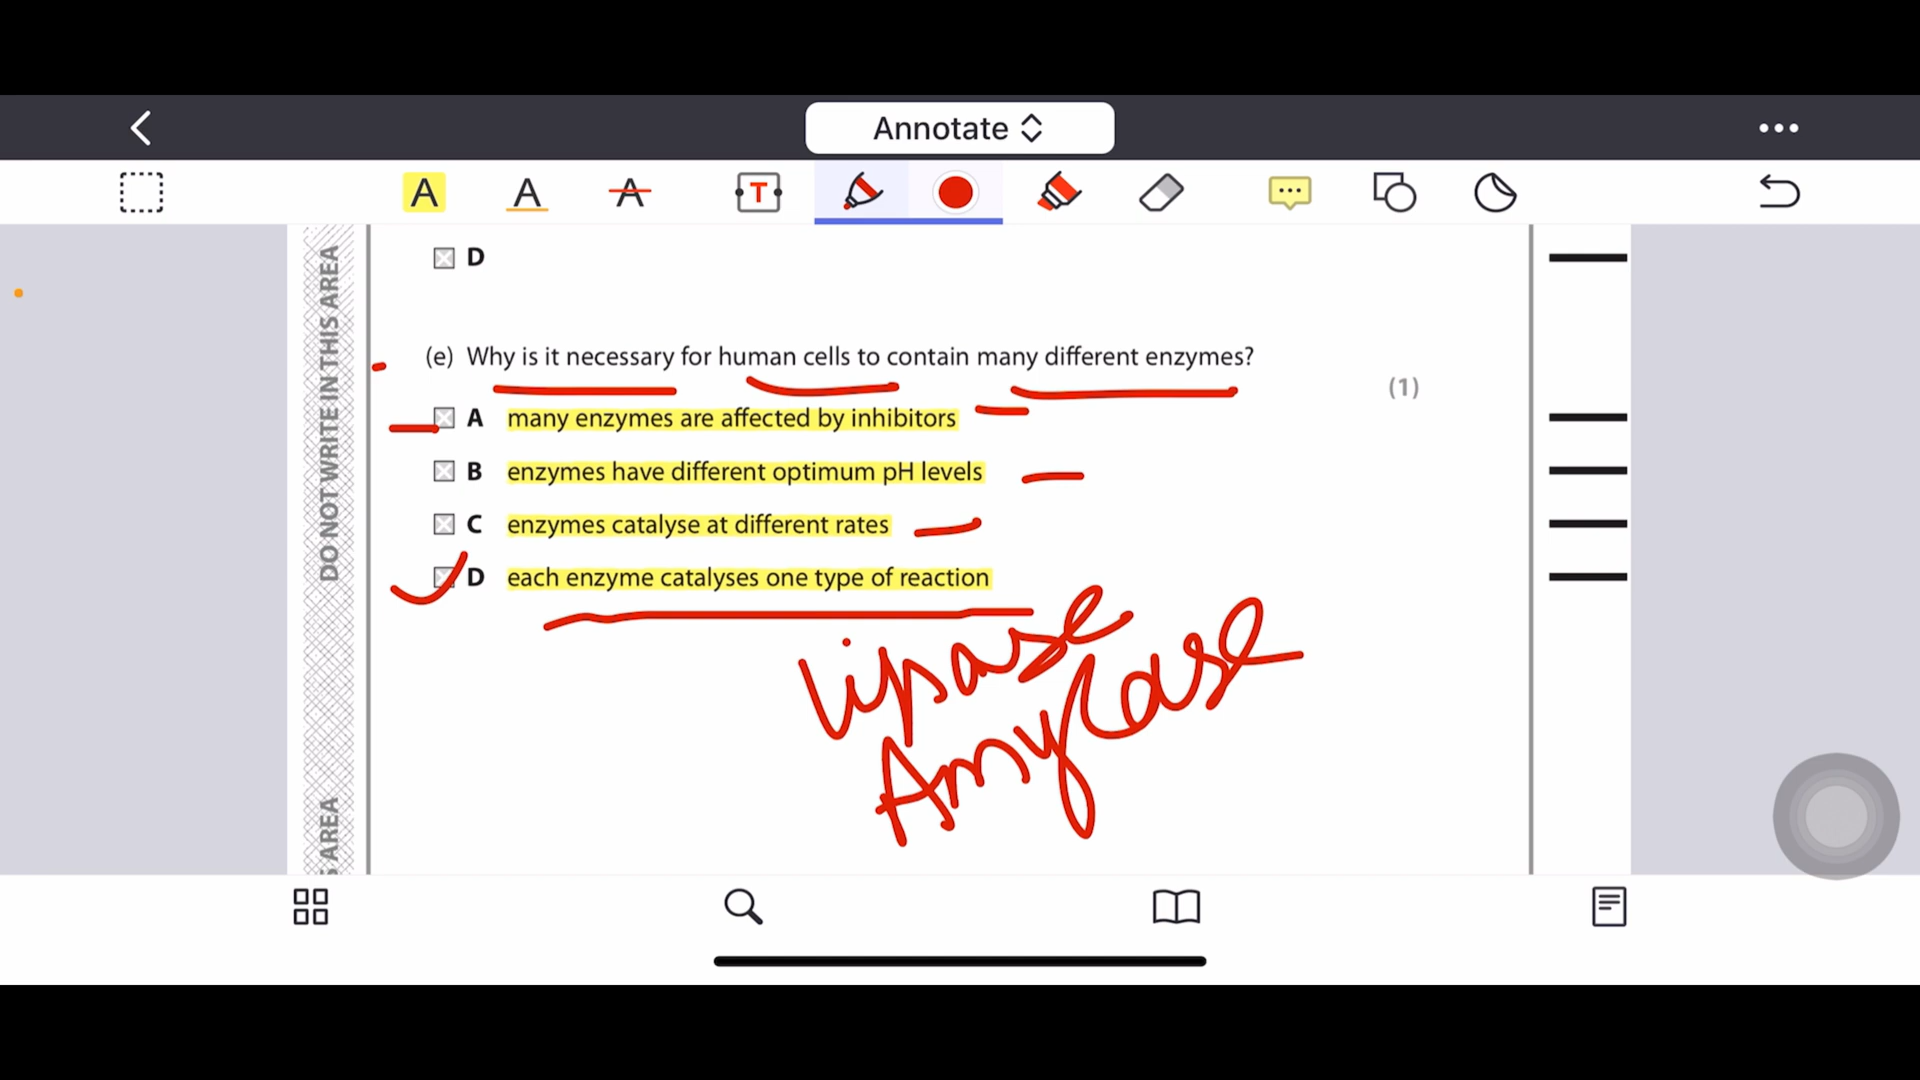 Annotate
A A A T
DO NOT WRITE IN THIS AREA
D
(e) Why is it necessary for human cells to contain many different enzymes?
(1)
A many enzymes are affected by inhibitors
B enzymes have different optimum pH levels
C enzymes catalyse at different rates
D each enzyme catalyses one type of reaction
Lipase
Amylase
S AREA